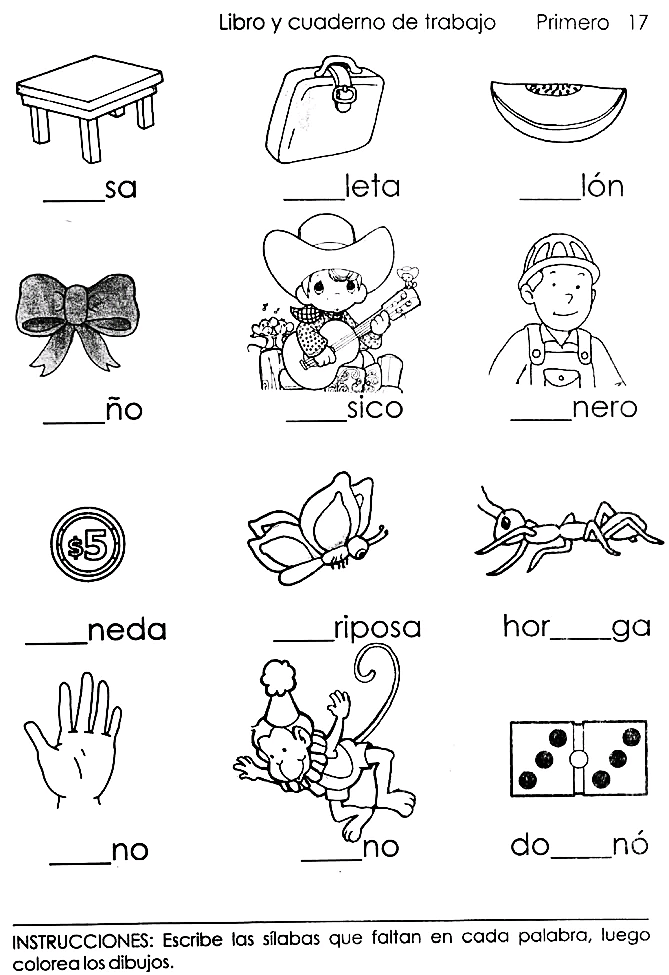 Libro y cuaderno de trabajo Primero 17
____sa ____leta ____lón
____ño ____sico ____nero
$5
____neda ____riposa hor____ga
____no ____no do____nó
INSTRUCCIONES: Escribe las sílabas que faltan en cada palabra, luego
colorea los dibujos.